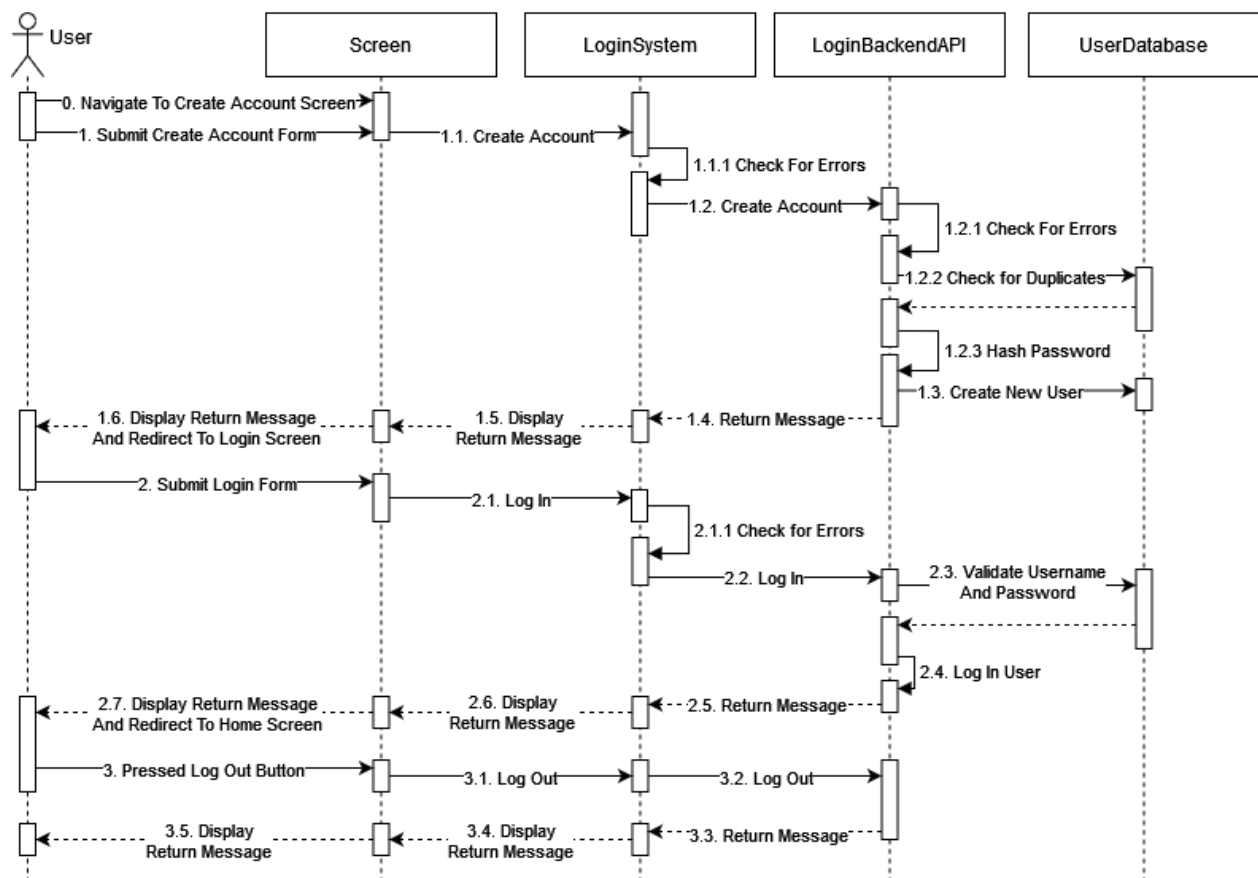 User
Screen
LoginSystem
LoginBackendAPI
UserDatabase
0. Navigate To Create Account Screen
1. Submit Create Account Form
1.1. Create Account
1.1.1 Check For Errors
1.2. Create Account
1.2.1 Check For Errors
1.2.2 Check for Duplicates
1.2.3 Hash Password
1.3. Create New User
1.4. Return Message
1.5. Display
Return Message
1.6. Display Return Message
And Redirect To Login Screen
2. Submit Login Form
2.1. Log In
2.1.1 Check for Errors
2.2. Log In
2.3. Validate Username
And Password
2.4. Log In User
2.5. Return Message
2.6. Display
Return Message
2.7. Display Return Message
And Redirect To Home Screen
3. Pressed Log Out Button
3.1. Log Out
3.2. Log Out
3.3. Return Message
3.4. Display
Return Message
3.5. Display
Return Message